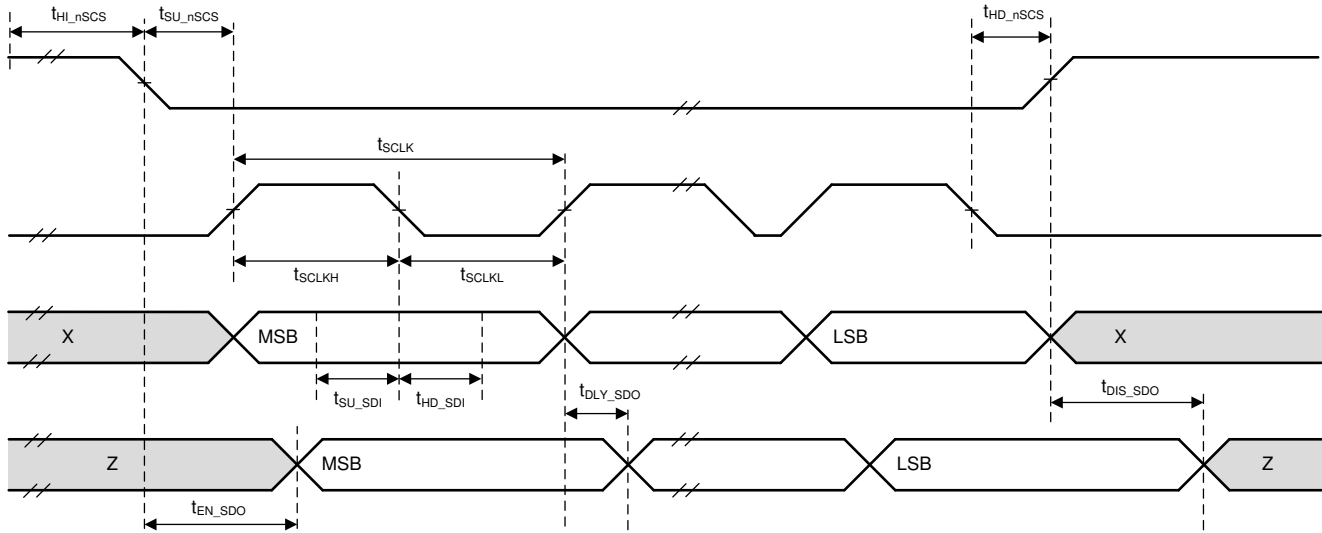 tHI_nSCS tSU_nSCS tHD_nSCS
tSCLK
tSCLKH tSCLKL
X MSB LSB X
tSU_SDI tHD_SDI tDLY_SDO tDIS_SDO
Z MSB LSB Z
tEN_SDO